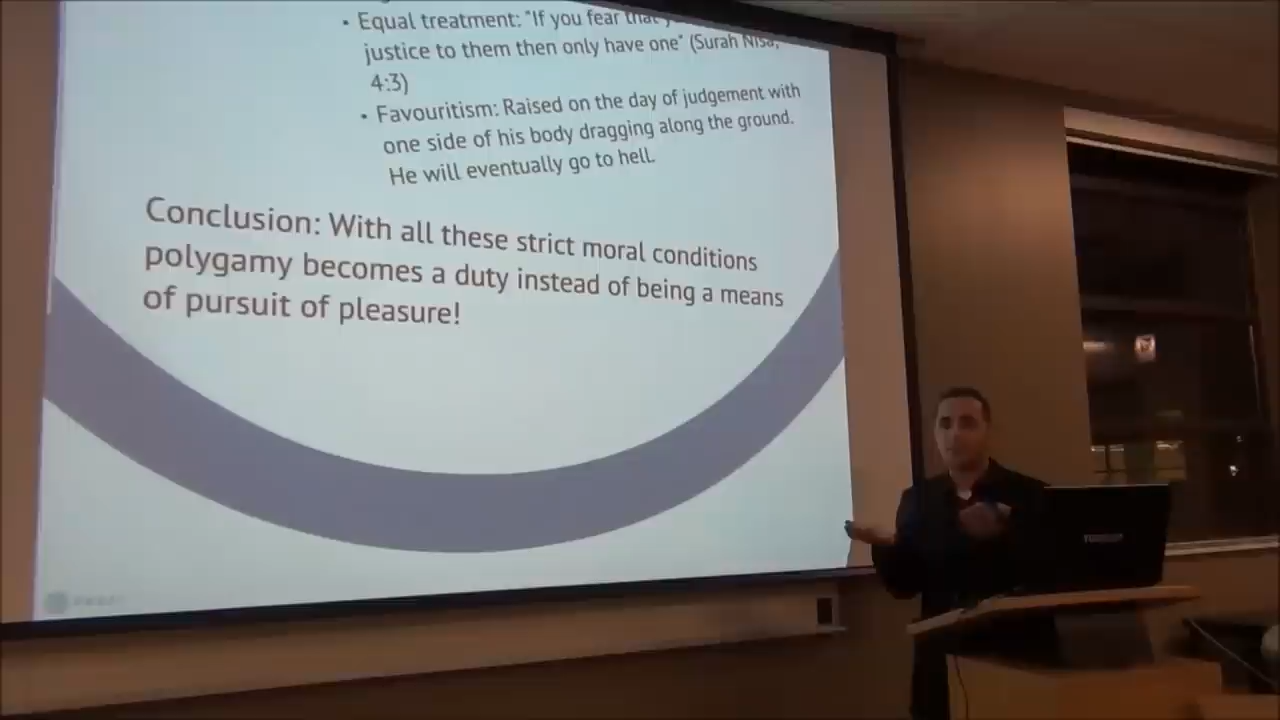 • Equal treatment: "If you fear that
justice to them then only have one" (Surah Nisa,
4:3)
• Favouritism: Raised on the day of judgement with
one side of his body dragging along the ground.
He will eventually go to hell.
Conclusion: With all these strict moral conditions
polygamy becomes a duty instead of being a means
of pursuit of pleasure!
TOSHIBA